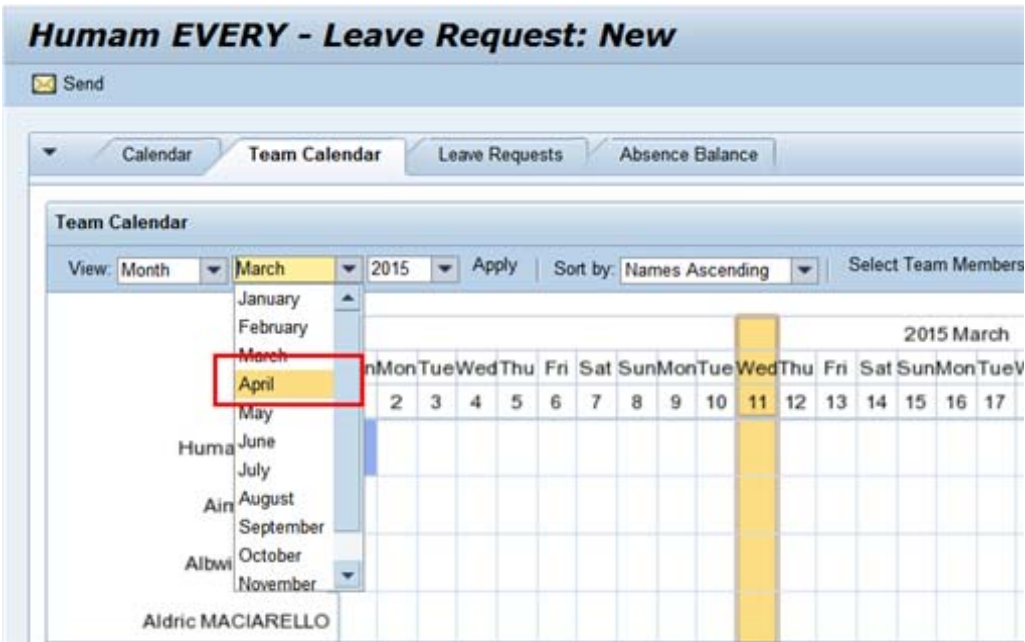 Humam EVERY - Leave Request: New
Send
Calendar Team Calendar Leave Requests Absence Balance
Team Calendar
View: Month March 2015 Apply Sort by: Names Ascending Select Team Members
January
February
March
April
May
June
July
August
September
October
November
2015 March
Mon Tue Wed Thu Fri Sat Sun Mon Tue Wed Thu Fri Sat Sun Mon Tue
2 3 4 5 6 7 8 9 10 11 12 13 14 15 16 17
Huma
Albwi
Aldric MACIARELLO